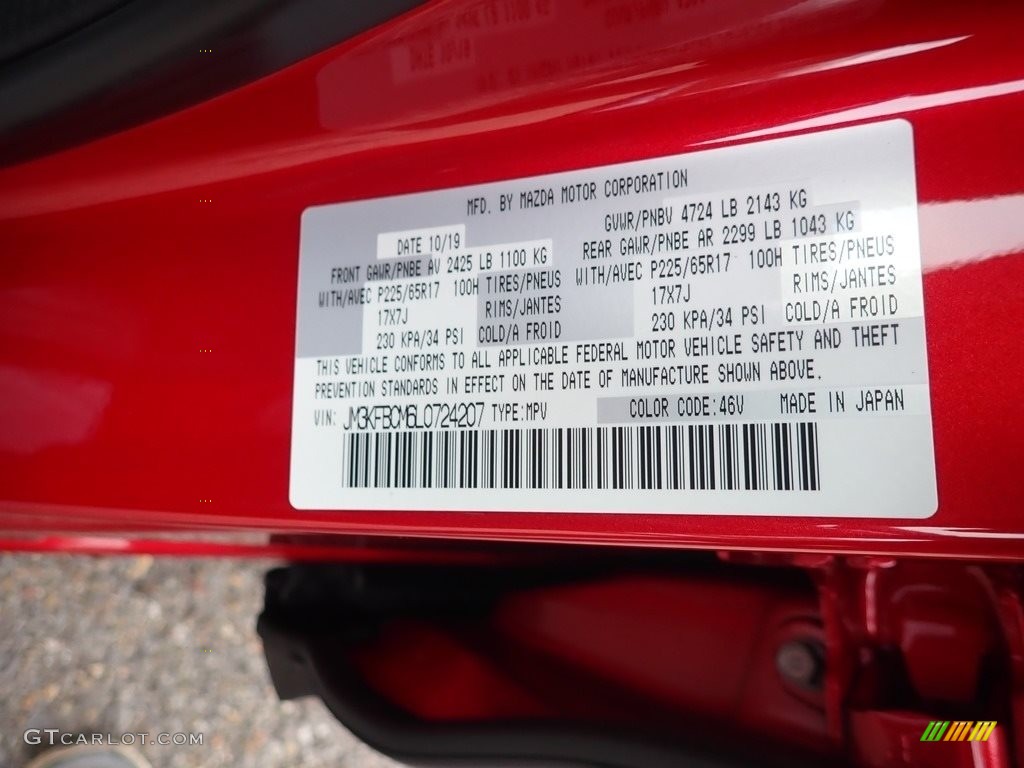 MFD. BY MAZDA MOTOR CORPORATION
DATE 10/19 GVWR/PNBV 4724 LB 2143 KG
FRONT GAWR/PNBE AV 2425 LB 1100 KG REAR GAWR/PNBE AR 2299 LB 1043 KG
WITH/AVEC P225/65R17 100H TIRES/PNEUS WITH/AVEC P225/65R17 100H TIRES/PNEUS
17X7J RIMS/JANTES 17X7J RIMS/JANTES
230 KPA/34 PSI COLD/A FROID 230 KPA/34 PSI COLD/A FROID
THIS VEHICLE CONFORMS TO ALL APPLICABLE FEDERAL MOTOR VEHICLE SAFETY AND THEFT
PREVENTION STANDARDS IN EFFECT ON THE DATE OF MANUFACTURE SHOWN ABOVE.
VIN: JM3KFBCM6L0724207 TYPE:MPV COLOR CODE:46V MADE IN JAPAN
GTCARLOT.COM